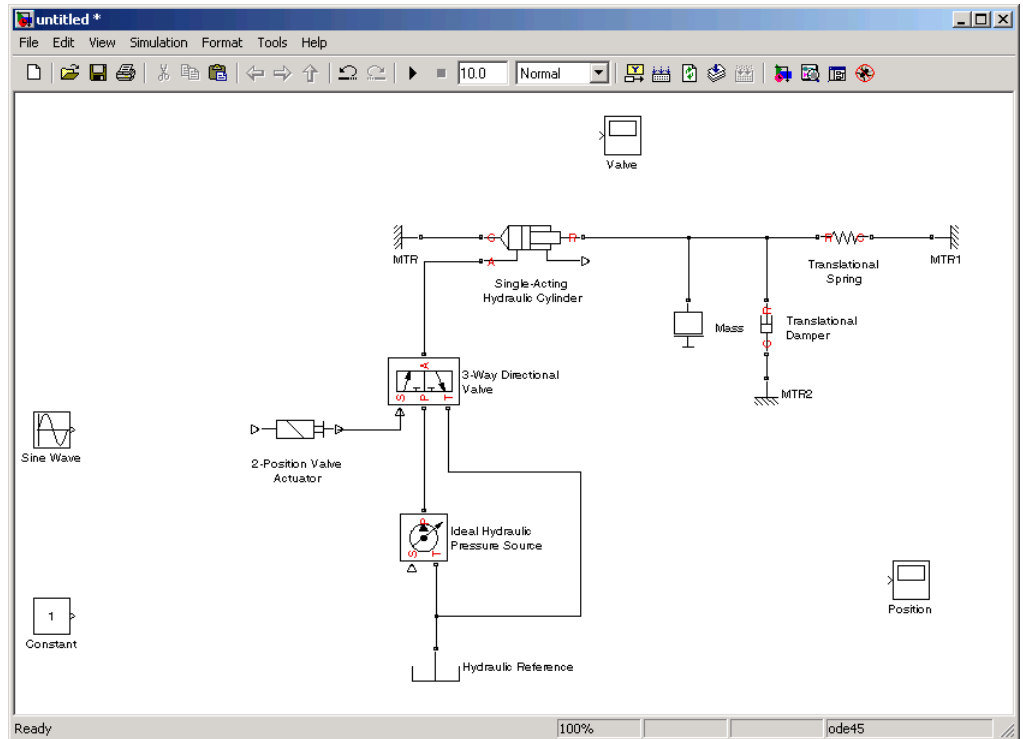 untitled *
File Edit View Simulation Format Tools Help
10.0 Normal
Valve
C R R C
MTR
A
Single-Acting
Hydraulic Cylinder
Translational
Spring
MTR1
R
Mass
Translational
Damper
C
A
3-Way Directional
Valve
S P T
MTR2
Sine Wave
2-Position Valve
Actuator
P
Ideal Hydraulic
Pressure Source
S T
1
Constant
Position
Hydraulic Reference
Ready 100% ode45